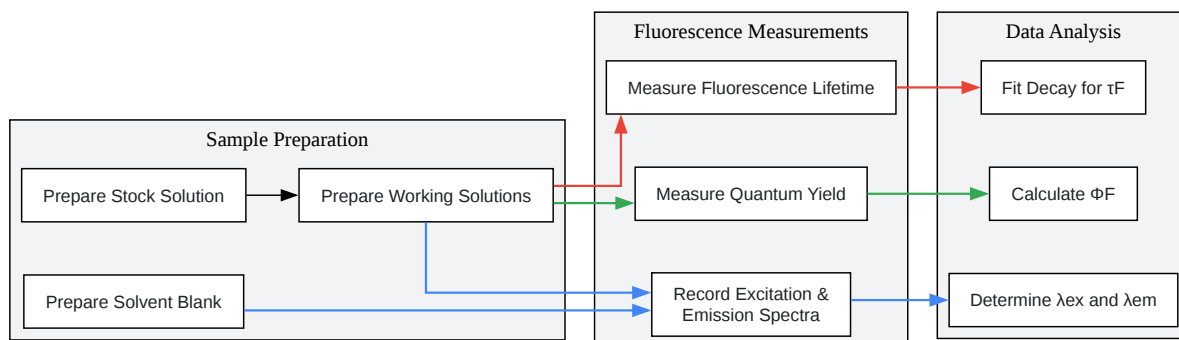 Sample Preparation
Prepare Stock Solution
Prepare Working Solutions
Prepare Solvent Blank
Fluorescence Measurements
Measure Fluorescence Lifetime
Measure Quantum Yield
Record Excitation &
Emission Spectra
Data Analysis
Fit Decay for τF
Calculate ΦF
Determine λex and λem